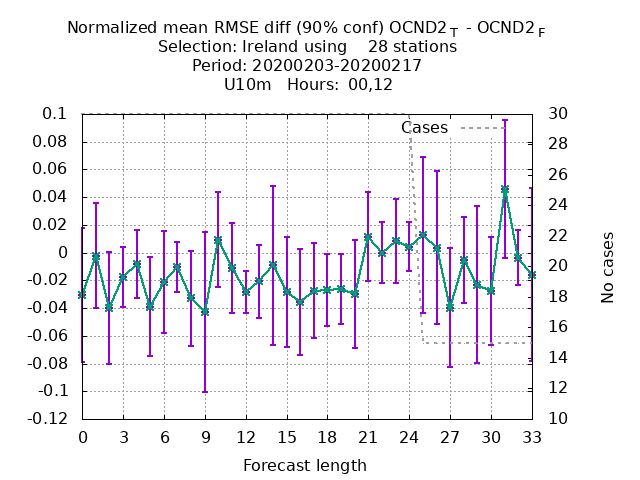 Normalized mean RMSE diff (90% conf) OCND2 T - OCND2 F
Selection: Ireland using 28 stations
Period: 20200203-20200217
U10m Hours: 00,12
Cases
0.1
0.08
0.06
0.04
0.02
0
-0.02
-0.04
-0.06
-0.08
-0.1
-0.12
30
28
26
24
22
20
18
16
14
12
10
No cases
0 3 6 9 12 15 18 21 24 27 30 33
Forecast length